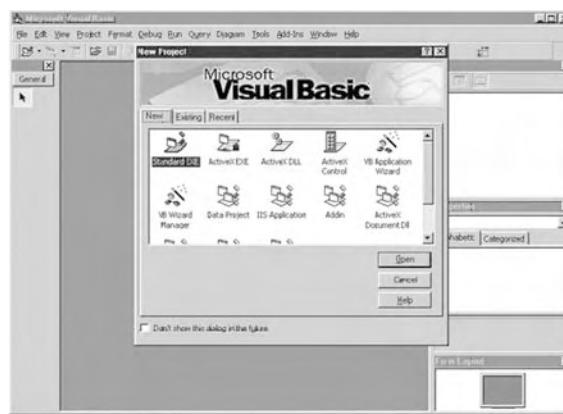 Microsoft Visual Basic
File Edit View Project Format Debug Run Query Diagram Tools Add-Ins Window Help
General
New Project
Microsoft
Visual Basic
New Existing Recent
Standard EXE ActiveX EXE ActiveX DLL ActiveX Control VB Application Wizard
VB Wizard Manager Data Project IIS Application Addin ActiveX Document Dll
Open
Cancel
Help
Don't show this dialog in the future
Categorized
Form Layout